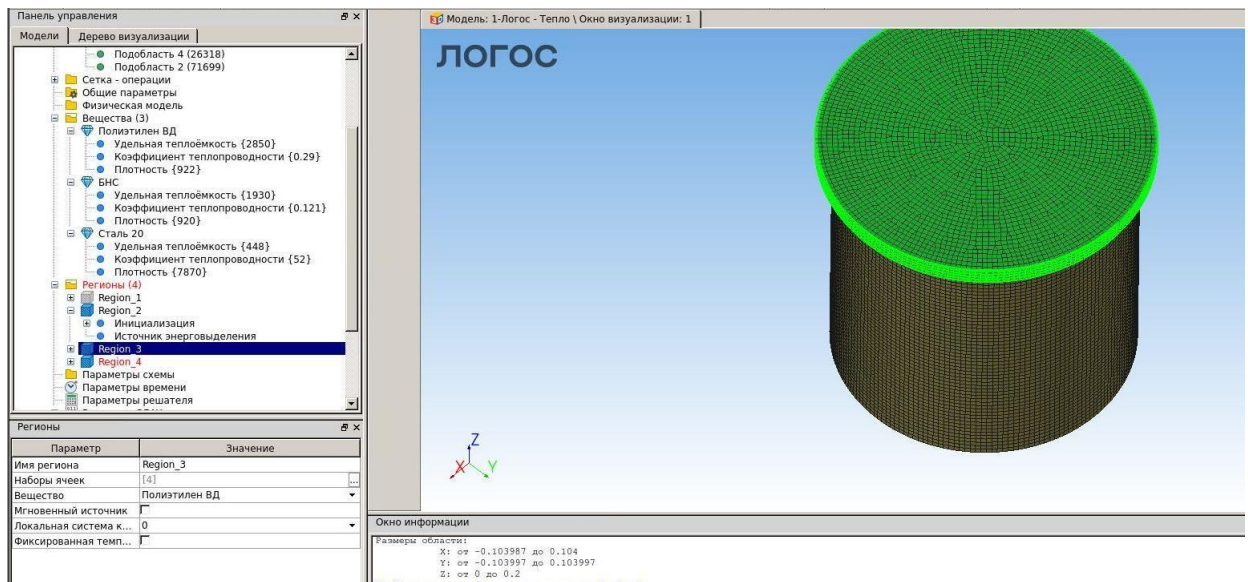 Панель управления
Модели
Дерево визуализации
Подобласть 4 (26318)
Подобласть 2 (71699)
Сетка - операции
Общие параметры
Физическая модель
Вещества (3)
Полиэтилен ВД
Удельная теплоёмкость {2850}
Коэффициент теплопроводности {0.29}
Плотность {922}
БНС
Удельная теплоёмкость {1930}
Коэффициент теплопроводности {0.121}
Плотность {920}
Сталь 20
Удельная теплоёмкость {448}
Коэффициент теплопроводности {52}
Плотность {7870}
Регионы (4)
Region_1
Region_2
Инициализация
Источник энерговыделения
Region_3
Region_4
Параметры схемы
Параметры времени
Параметры решателя
Регионы
Параметр Значение
Имя региона Region_3
Наборы ячеек [4] ...
Вещество Полиэтилен ВД
Мгновенный источник
Локальная система к... 0
Фиксированная темп...
Модель: 1-Логос - Тепло \ Окно визуализации: 1
ЛОГОС
Z
X
Y
Окно информации
Размеры области:
X: от -0.103987 до 0.104
Y: от -0.103997 до 0.103997
Z: от 0 до 0.2